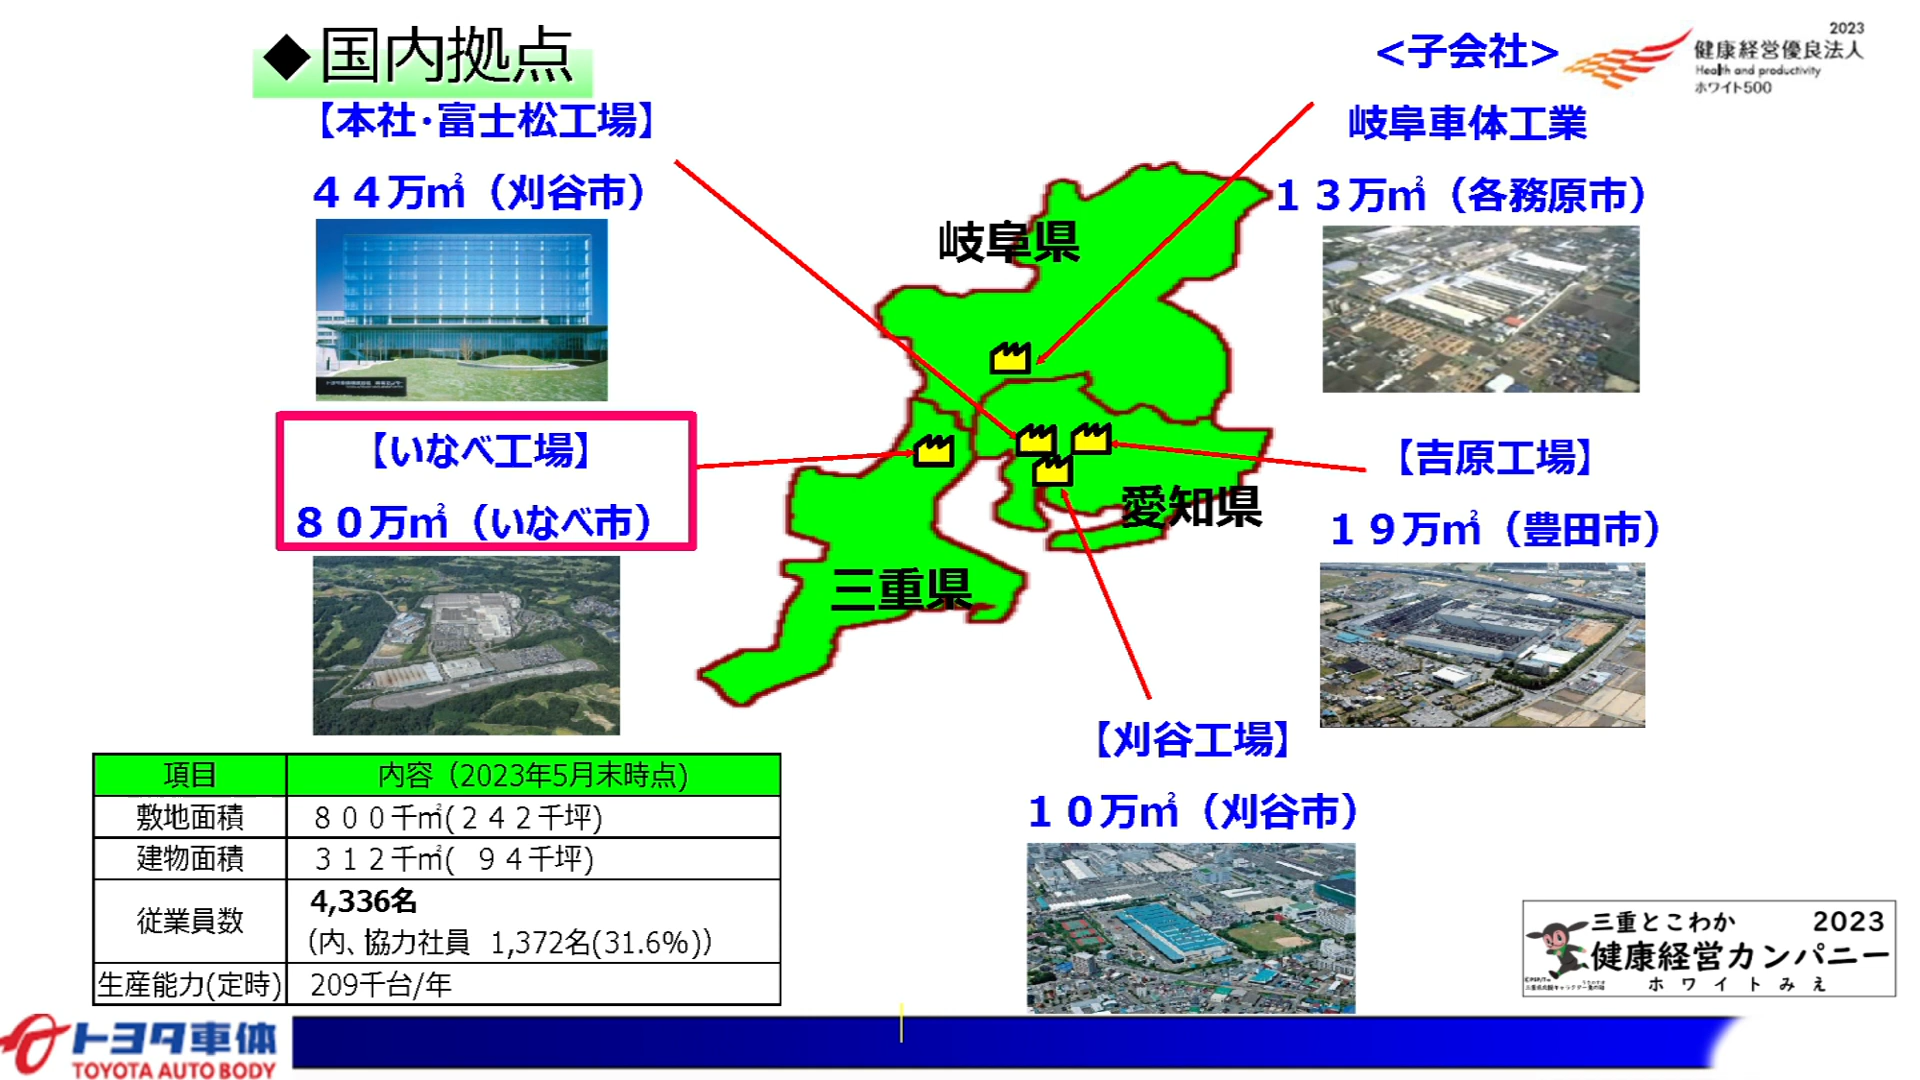 ◆国内拠点
<子会社>
2023
健康経営優良法人
Health and productivity
ホワイト500
【本社・富士松工場】
４４万㎡（刈谷市）
岐阜車体工業
１３万㎡（各務原市）
岐阜県
【いなべ工場】
８０万㎡（いなべ市）
【吉原工場】
１９万㎡（豊田市）
愛知県
三重県
【刈谷工場】
１０万㎡（刈谷市）
項目 内容（2023年5月末時点)
敷地面積 ８００千㎡(２４２千坪)
建物面積 ３１２千㎡(　９４千坪)
従業員数 4,336名
（内、協力社員 1,372名(31.6%)）
生産能力(定時) 209千台/年
三重とこわか 2023
健康経営カンパニー
ホワイトみえ
トヨタ車体
TOYOTA AUTO BODY